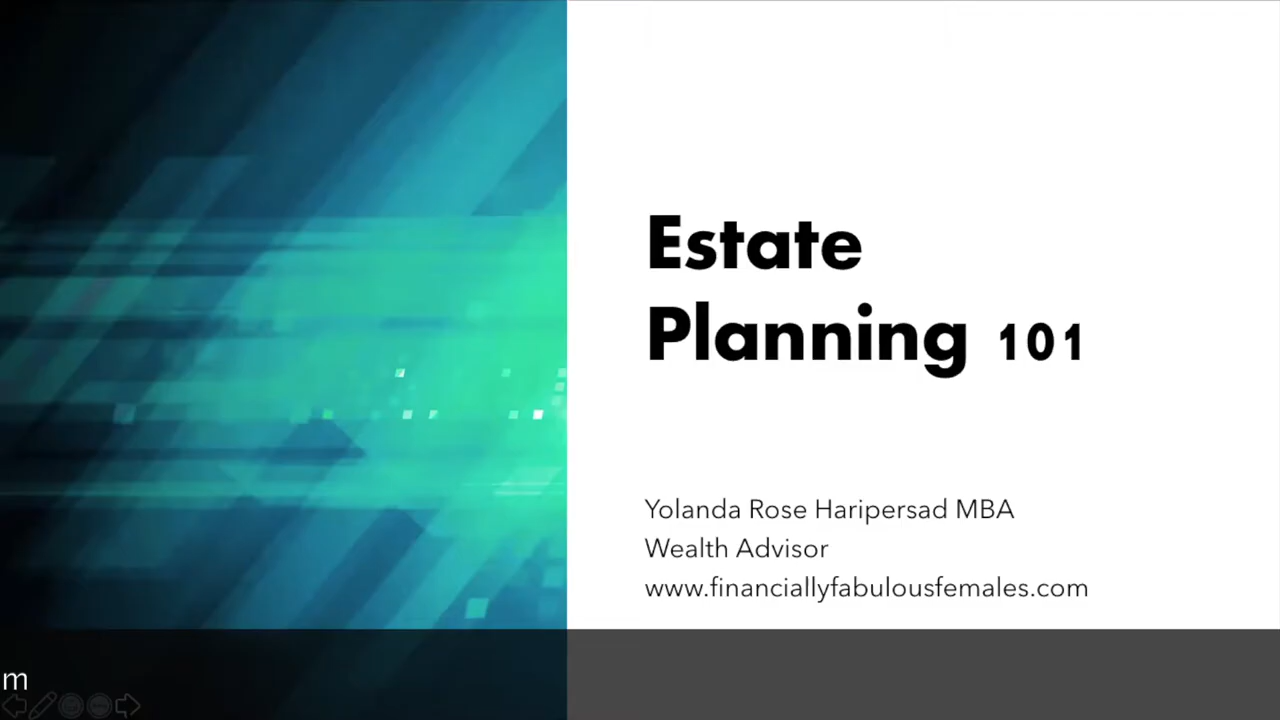 Estate
Planning 101
Yolanda Rose Haripersad MBA
Wealth Advisor
www.financiallyfabulousfemales.com
m